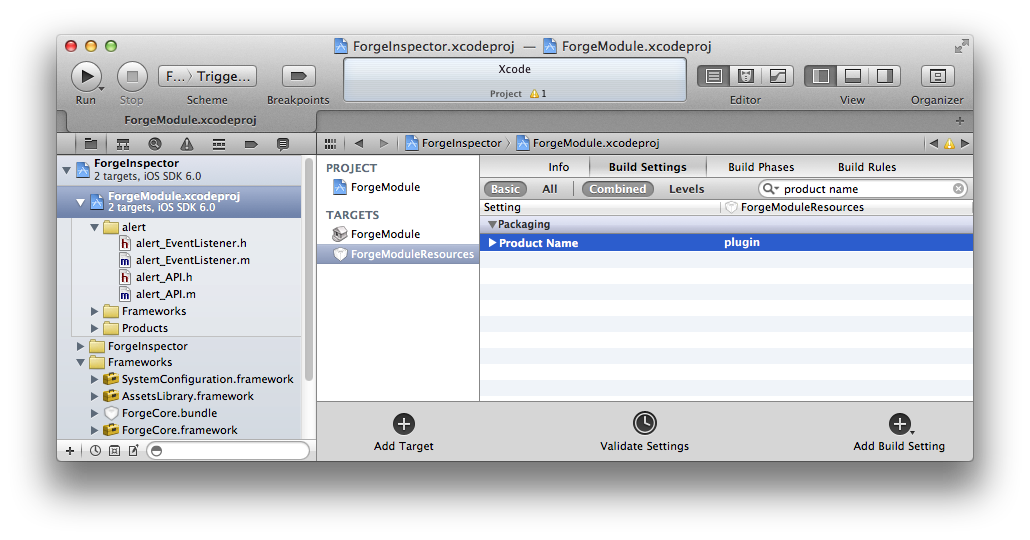 ForgeInspector.xcodeproj — ForgeModule.xcodeproj
Run
Stop
F... 〉 Trigge...
Scheme
Breakpoints
Xcode
Project 1
Editor
View
Organizer
ForgeModule.xcodeproj
+
ForgeInspector
2 targets, iOS SDK 6.0
ForgeModule.xcodeproj
2 targets, iOS SDK 6.0
alert
h alert_EventListener.h
m alert_EventListener.m
h alert_API.h
m alert_API.m
Frameworks
Products
ForgeInspector
Frameworks
SystemConfiguration.framework
AssetsLibrary.framework
ForgeCore.bundle
ForgeCore.framework
ForgeInspector 〉 ForgeModule.xcodeproj
PROJECT
ForgeModule
TARGETS
ForgeModule
ForgeModuleResources
Info Build Settings Build Phases Build Rules
Basic All Combined Levels product name
Setting ForgeModuleResources
Packaging
Product Name plugin
Add Target
Validate Settings
Add Build Setting